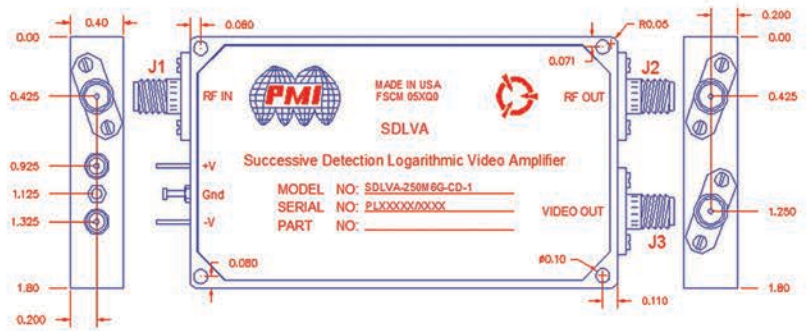 0.40
0.080
R0.05
0.200
0.00
0.00
0.071
J1
J2
0.425
RF IN
PMI
MADE IN USA
FSCM 05XQ0
RF OUT
0.425
SDLVA
0.925
+V
Successive Detection Logarithmic Video Amplifier
1.125
Gnd
MODEL NO: SDLVA-250M6G-CD-1
1.325
-V
SERIAL NO: PLXXXXX/XXXX
VIDEO OUT
1.250
PART NO:
J3
0.080
ø0.10
1.80
1.80
0.110
0.200